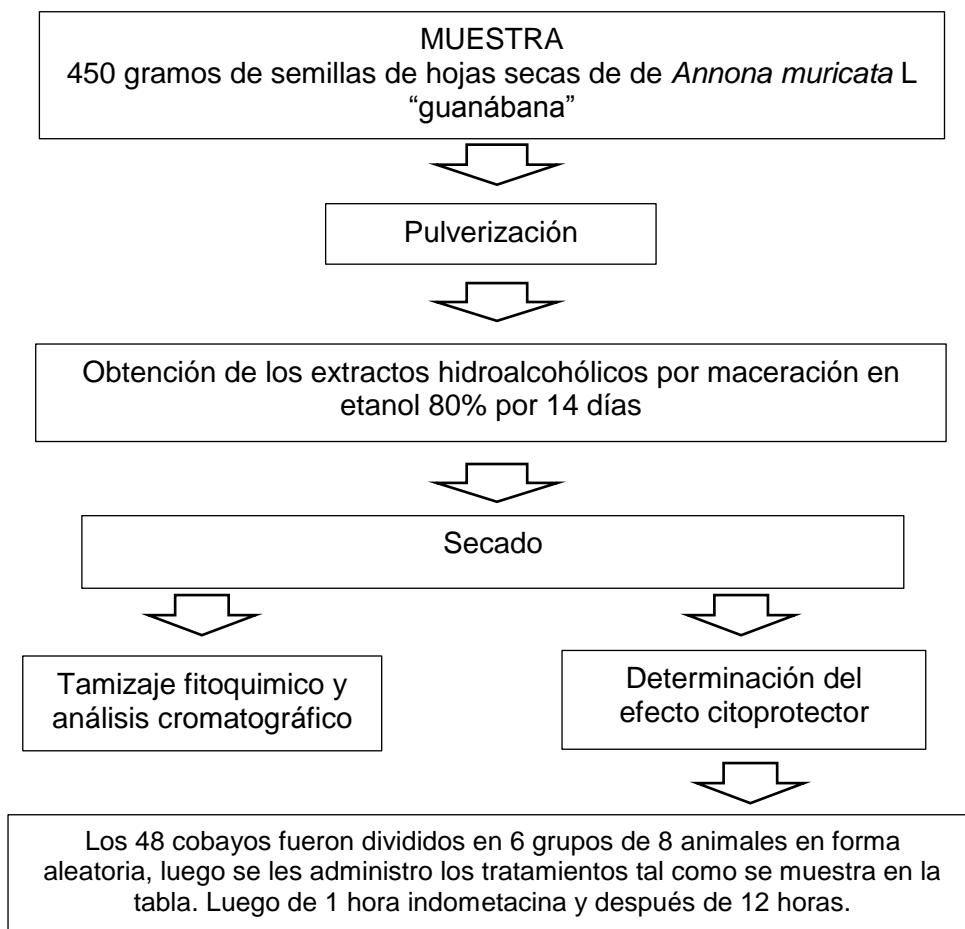 MUESTRA
450 gramos de semillas de hojas secas de de Annona muricata L
“guanábana”
Pulverización
Obtención de los extractos hidroalcohólicos por maceración en
etanol 80% por 14 días
Secado
Tamizaje fitoquimico y
análisis cromatográfico
Determinación del
efecto citoprotector
Los 48 cobayos fueron divididos en 6 grupos de 8 animales en forma
aleatoria, luego se les administro los tratamientos tal como se muestra en la
tabla. Luego de 1 hora indometacina y después de 12 horas.